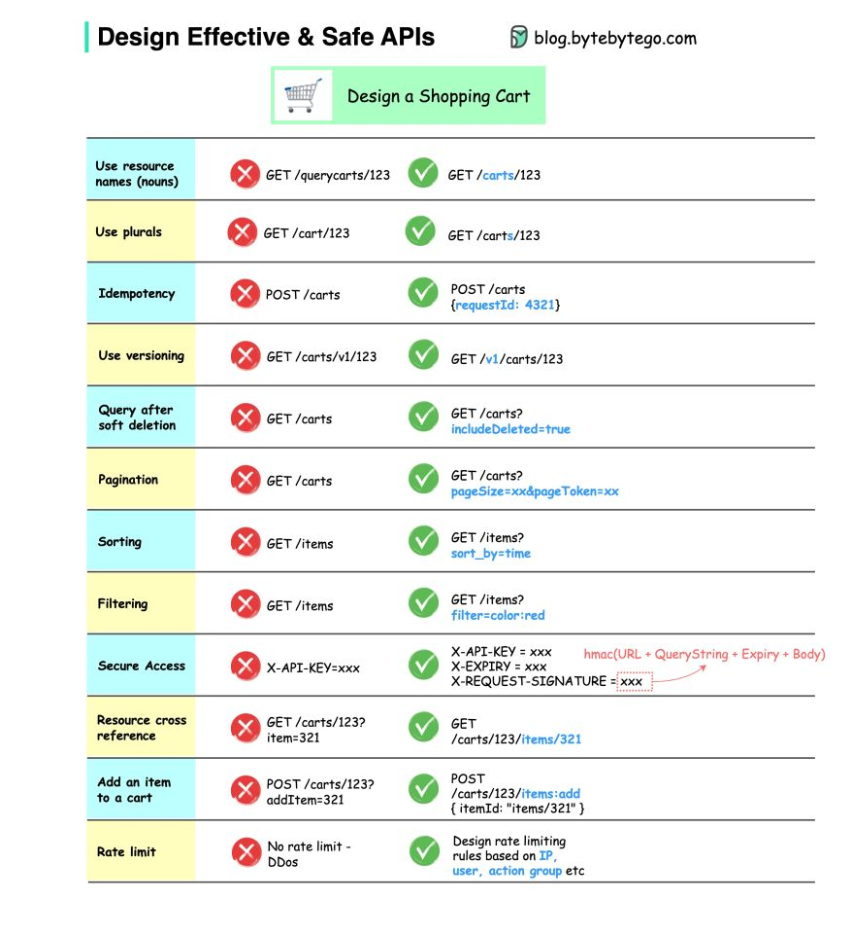 Design Effective & Safe APIs
blog.bytebytego.com
Design a Shopping Cart
Use resource
names (nouns)
GET /querycarts/123
GET /carts/123
Use plurals
GET /cart/123
GET /carts/123
Idempotency
POST /carts
POST /carts
{requestId: 4321}
Use versioning
GET /carts/v1/123
GET /v1/carts/123
Query after
soft deletion
GET /carts
GET /carts?
includeDeleted=true
Pagination
GET /carts
GET /carts?
pageSize=xx&pageToken=xx
Sorting
GET /items
GET /items?
sort_by=time
Filtering
GET /items
GET /items?
filter=color:red
Secure Access
X-API-KEY=xxx
X-API-KEY = xxx
X-EXPIRY = xxx
X-REQUEST-SIGNATURE = xxx
hmac(URL + QueryString + Expiry + Body)
Resource cross
reference
GET /carts/123?
item=321
GET
/carts/123/items/321
Add an item
to a cart
POST /carts/123?
addItem=321
POST
/carts/123/items:add
{ itemId: "items/321" }
Rate limit
No rate limit -
DDos
Design rate limiting
rules based on IP,
user, action group etc